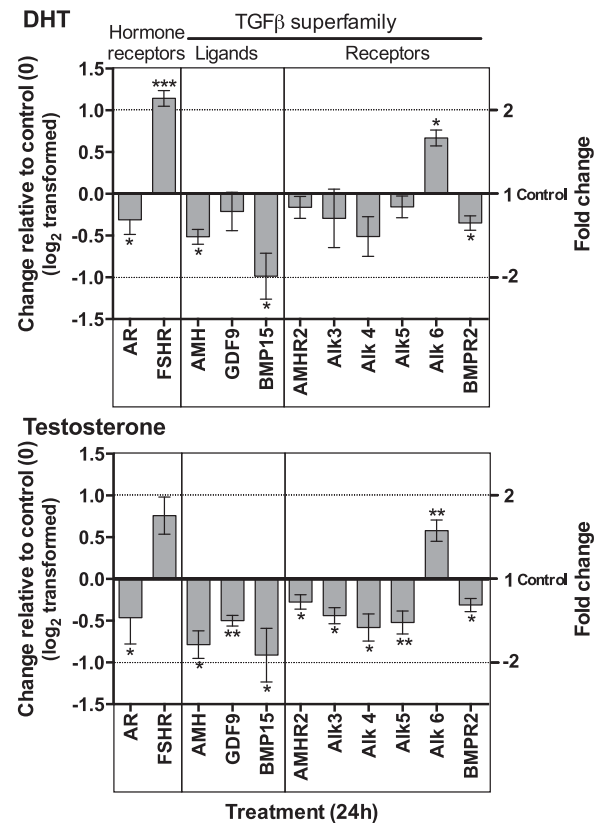 DHT
TGFβ superfamily
Hormone
receptors
Ligands
Receptors
Change relative to control (0)
(log2 transformed)
1.5
1.0
0.5
0.0
-0.5
-1.0
-1.5
***
*
*
*
*
*
2
1 Control
-2
Fold change
AR
FSHR
AMH
GDF9
BMP15
AMHR2
Alk3
Alk 4
Alk5
Alk 6
BMPR2
Testosterone
Change relative to control (0)
(log2 transformed)
1.5
1.0
0.5
0.0
-0.5
-1.0
-1.5
*
*
**
*
*
*
*
**
**
*
2
1 Control
-2
Fold change
AR
FSHR
AMH
GDF9
BMP15
AMHR2
Alk3
Alk 4
Alk5
Alk 6
BMPR2
Treatment (24h)